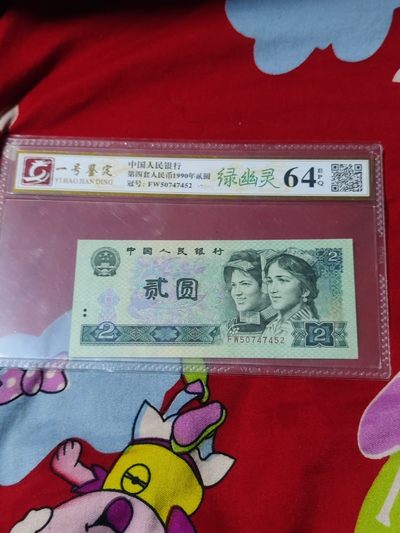 一号鉴定
YI HAO JIAN DING
中国人民银行
第四套人民币1990年贰圆
冠号：FW50747452
绿幽灵
64 EPQ
中国人民银行
贰圆
2
2
2
FW50747452